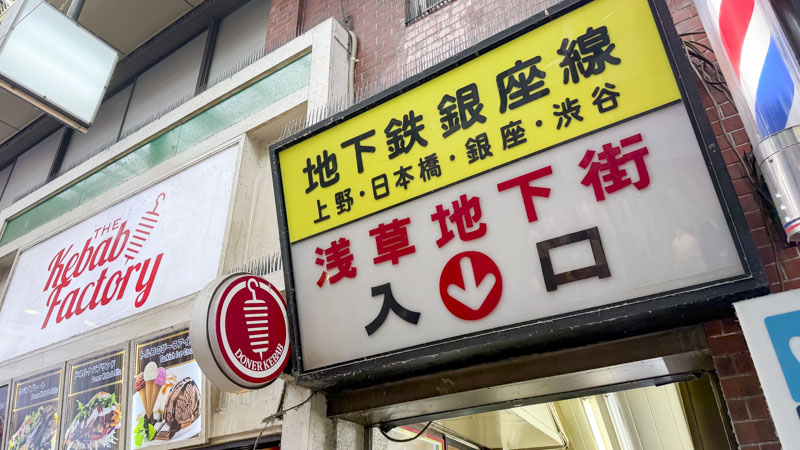 地下鉄銀座線
上野・日本橋・銀座・渋谷
浅草地下街
入口
THE
Kebab
Factory
DONER KEBAB